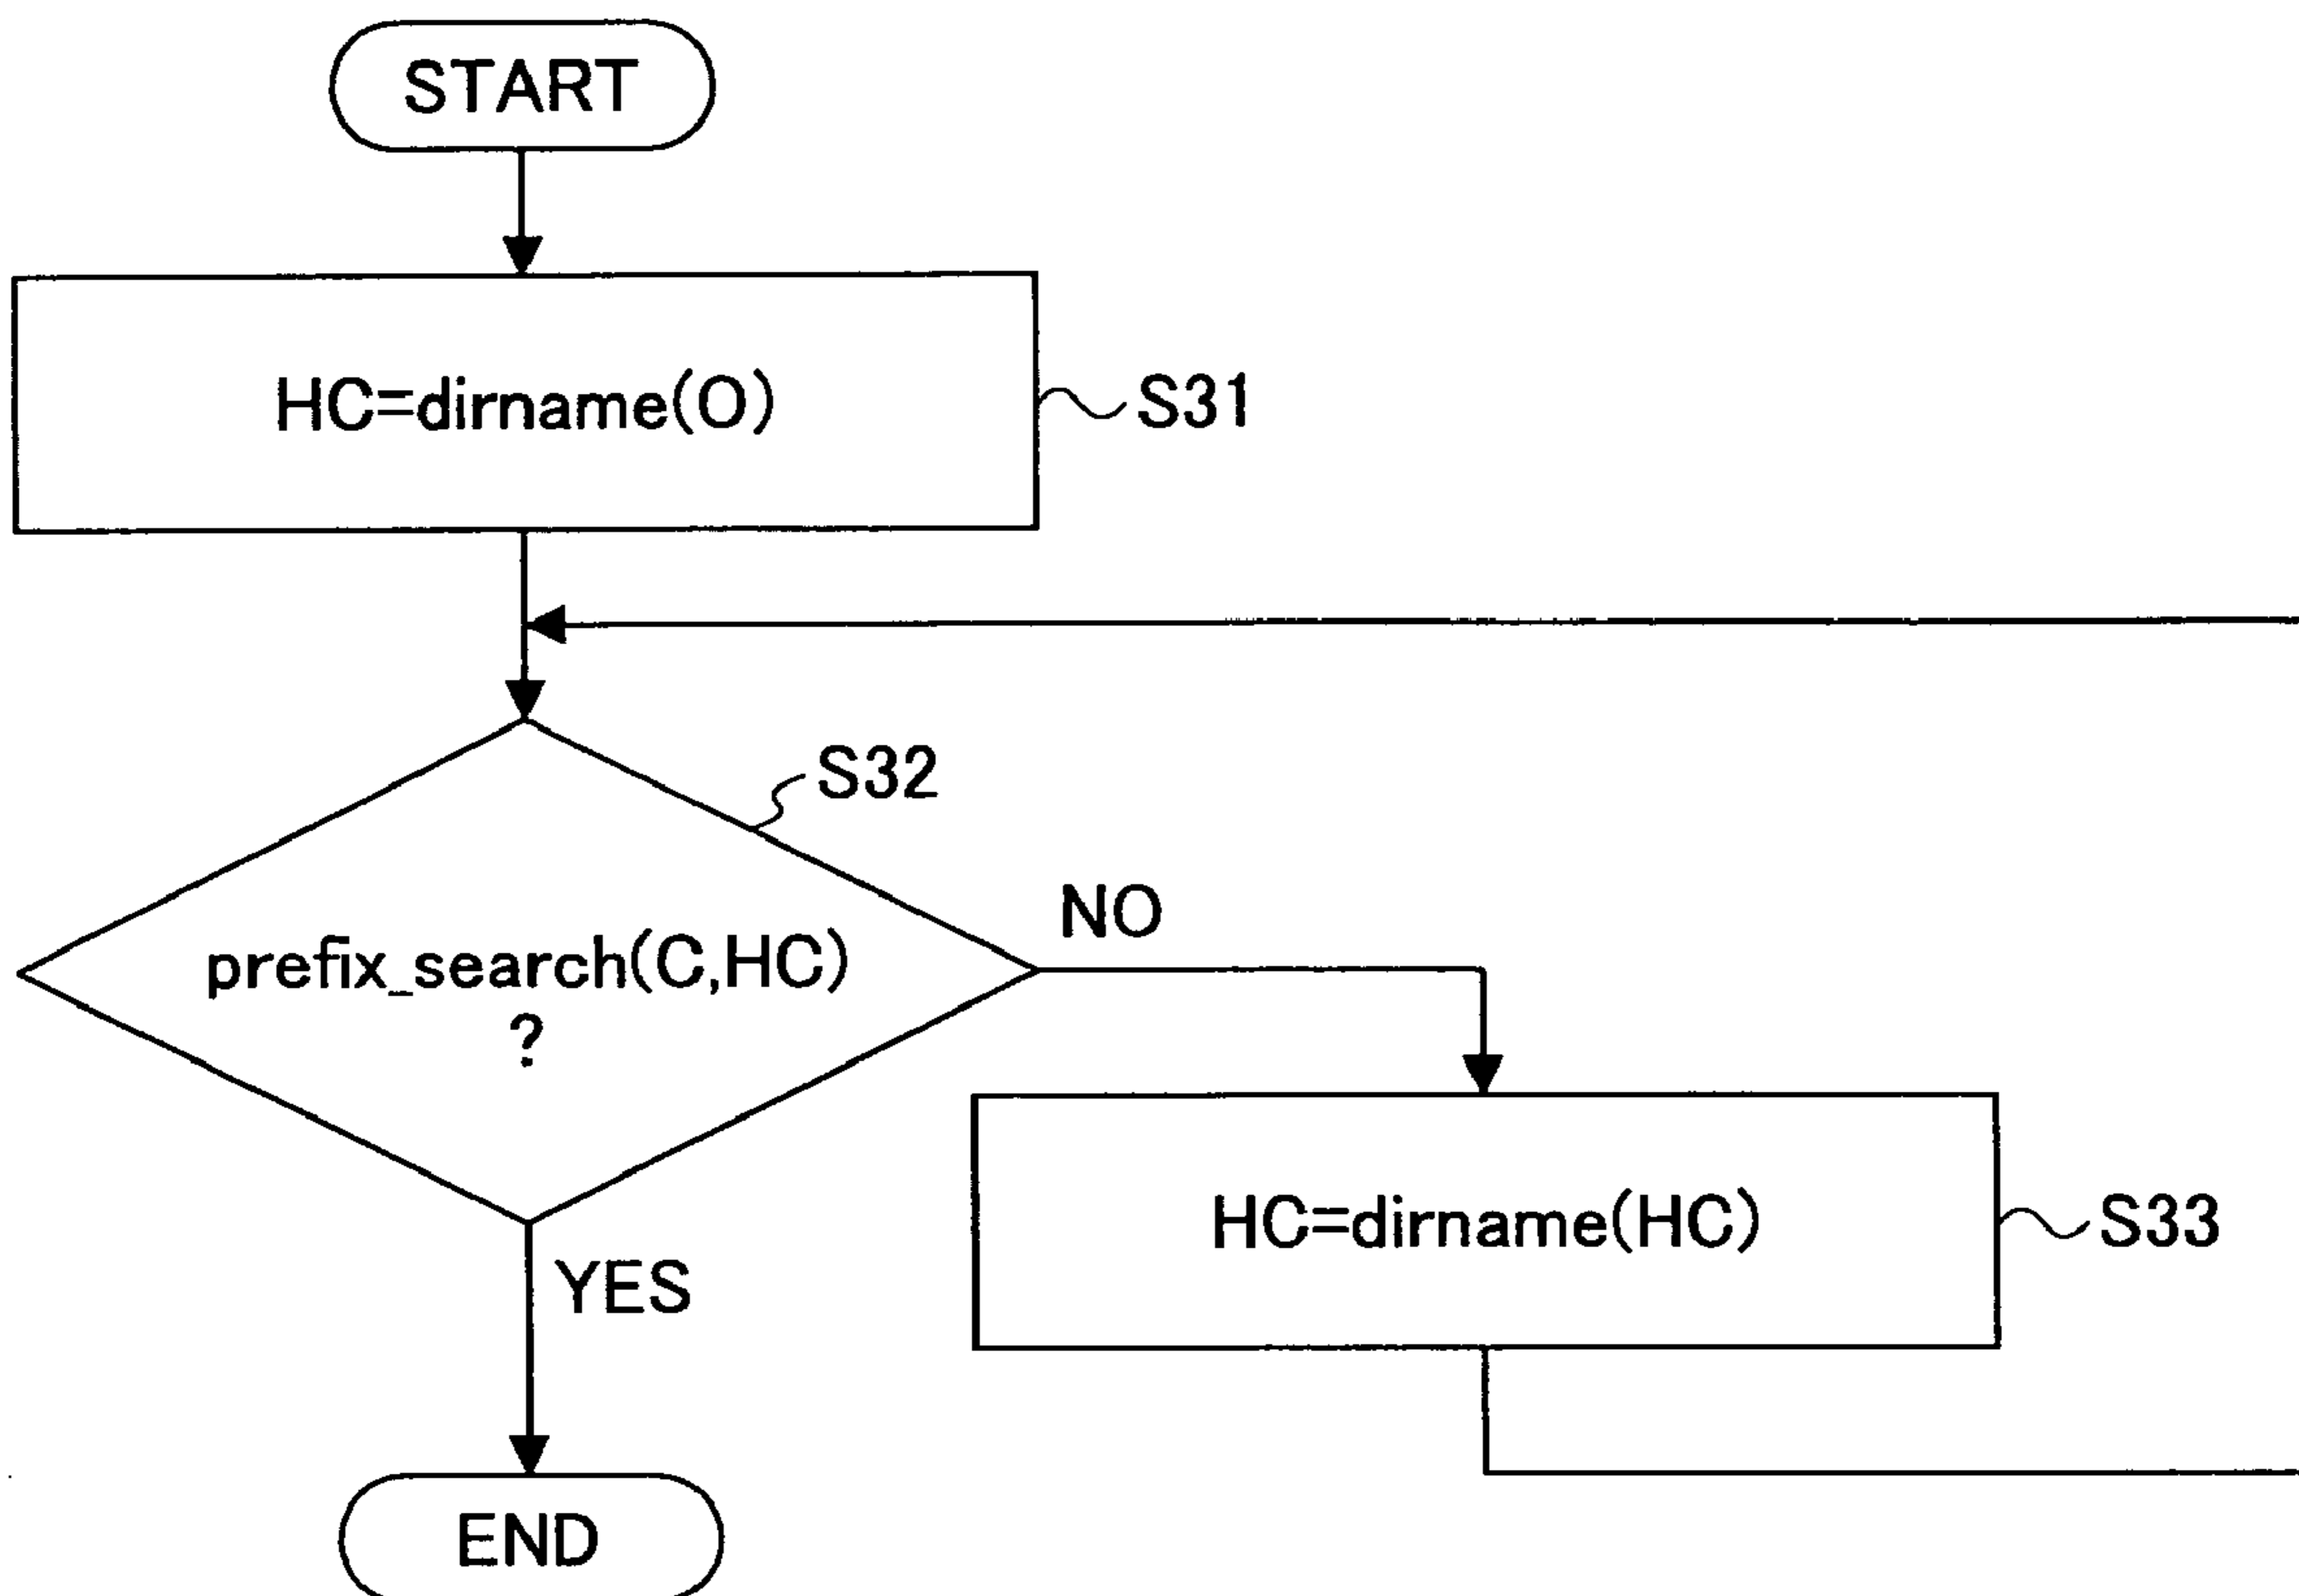 START
HC=dirname(O)
S31
S32
prefix_search(C,HC)
?
NO
HC=dirname(HC)
S33
YES
END